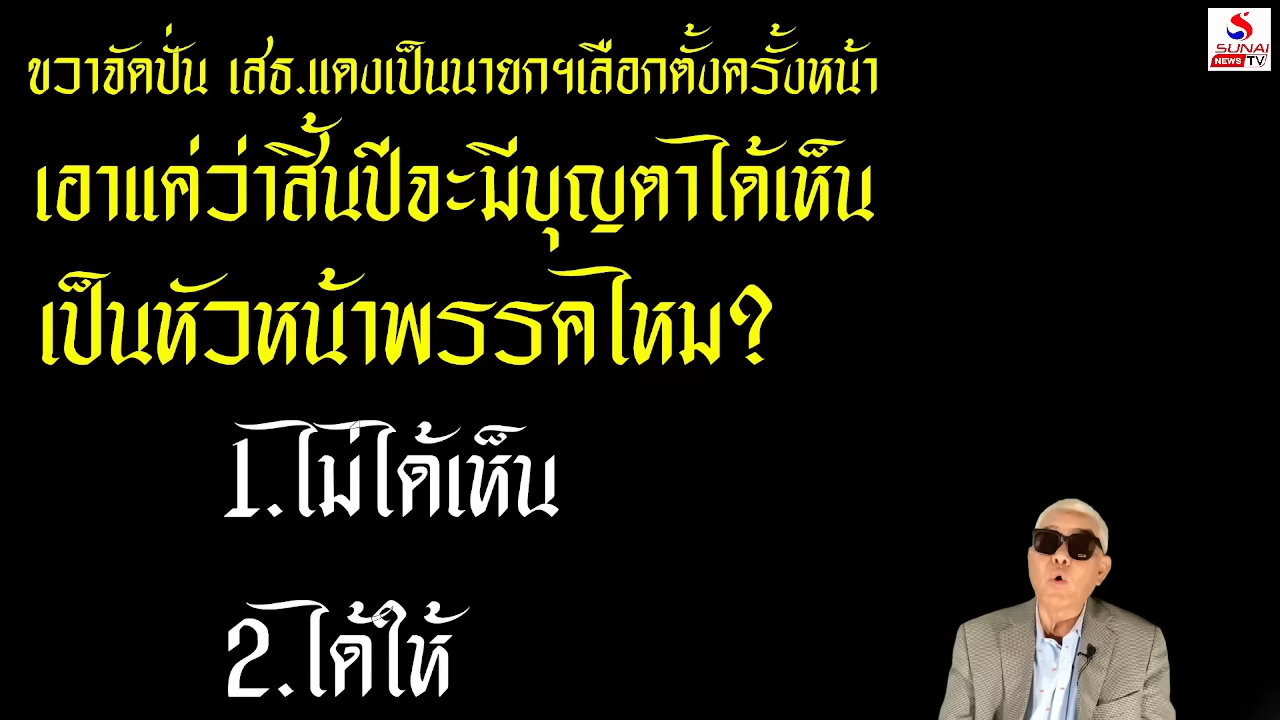 ขวาจัดปั่น เสธ.แดงเป็นนายกฯเลือกตั้งครั้งหน้า
เอาแค่ว่าสิ้นปีจะมีบุญตาได้เห็น
เป็นหัวหน้าพรรคไหม?
1.ไม่ได้เห็น
2.ได้ให้
SUNAI
NEWS TV